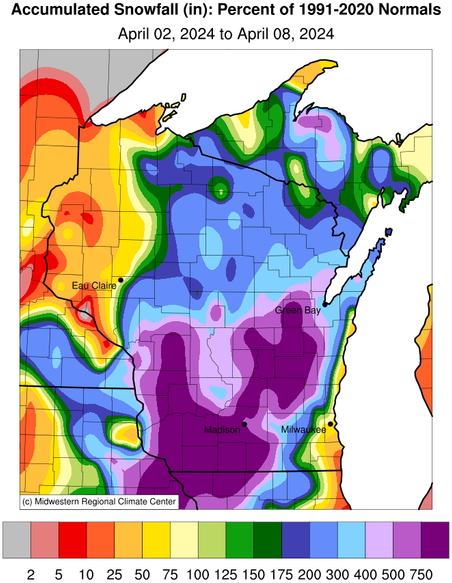 Accumulated Snowfall (in): Percent of 1991-2020 Normals
April 02, 2024 to April 08, 2024
Eau Claire
Green Bay
Madison
Milwaukee
(c) Midwestern Regional Climate Center
2 5 10 25 50 75 100 125 150 175 200 300 400 500 750